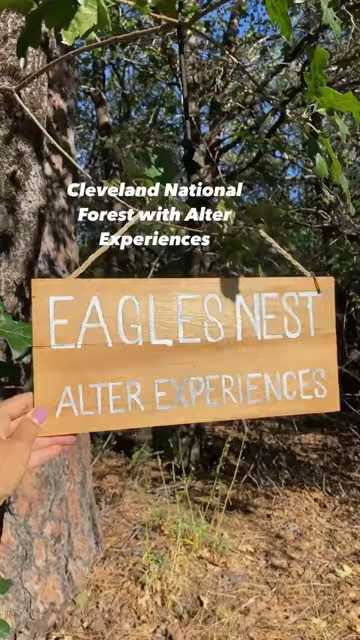 Cleveland National
Forest with Alter
Experiences
EAGLES NEST
ALTER EXPERIENCES